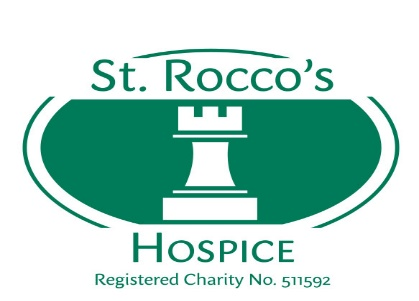 St. Rocco's
HOSPICE
Registered Charity No. 511592